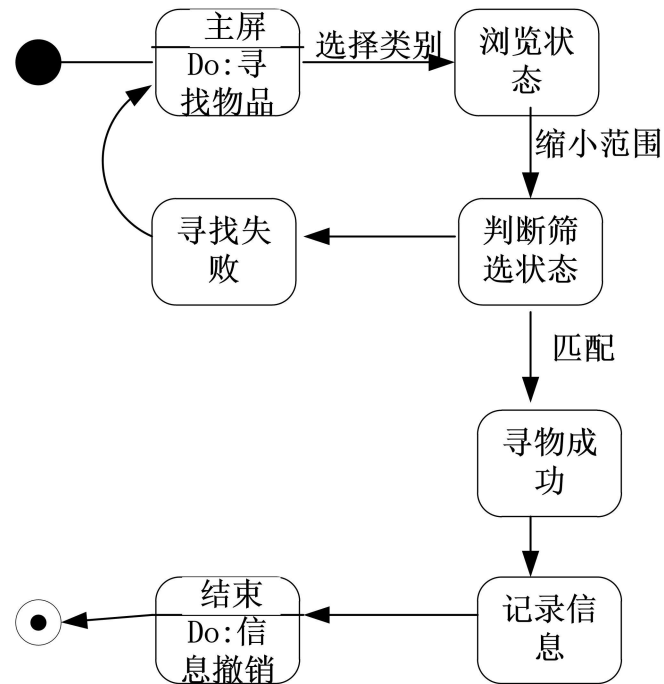 主屏
Do:寻
找物品
选择类别
浏览状
态
缩小范围
寻找失
败
判断筛
选状态
匹配
寻物成
功
结束
Do:信
息撤销
记录信
息